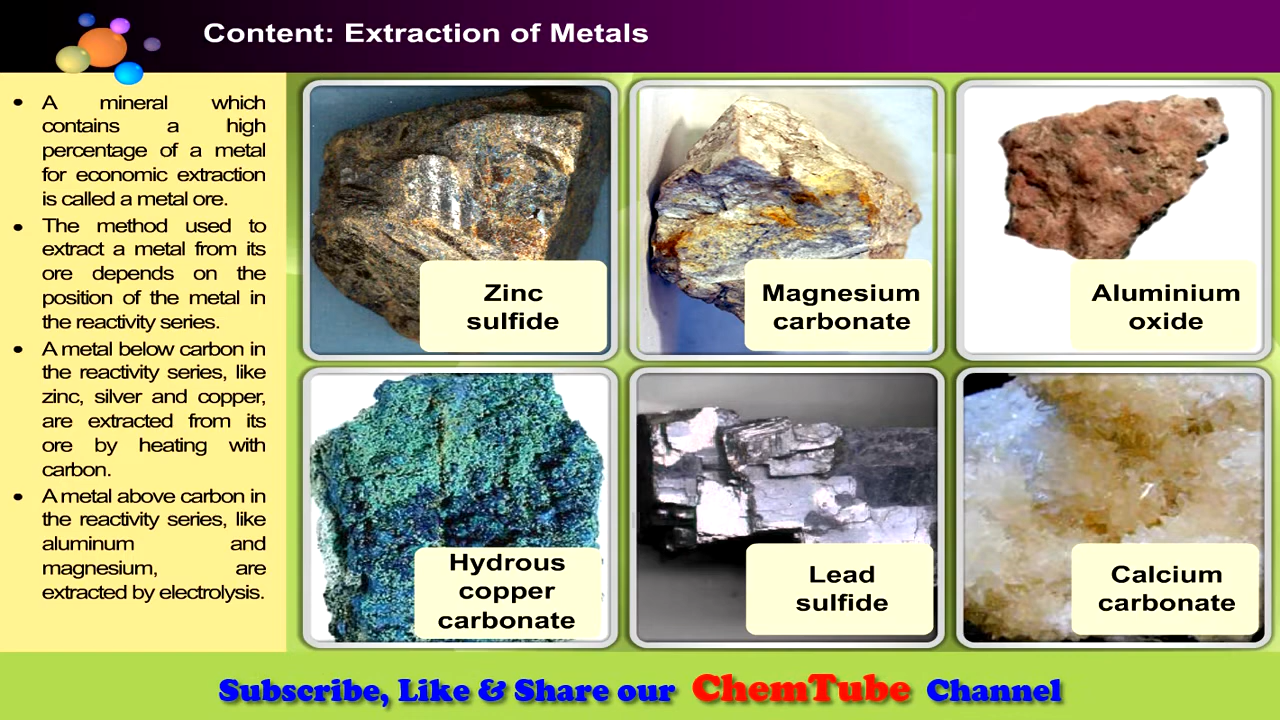 Content: Extraction of Metals
• A mineral which
contains a high
percentage of a metal
for economic extraction
is called a metal ore.
• The method used to
extract a metal from its
ore depends on the
position of the metal in
the reactivity series.
• A metal below carbon in
the reactivity series, like
zinc, silver and copper,
are extracted from its
ore by heating with
carbon.
• A metal above carbon in
the reactivity series, like
aluminum and
magnesium, are
extracted by electrolysis.
Zinc
sulfide
Magnesium
carbonate
Aluminium
oxide
Hydrous
copper
carbonate
Lead
sulfide
Calcium
carbonate
Subscribe, Like & Share our ChemTube Channel